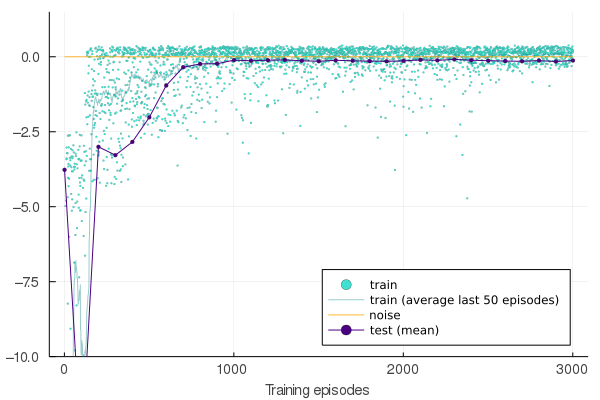 0.0
−2.5
−5.0
−7.5
−10.0
0
1000
2000
3000
Training episodes
train
train (average last 50 episodes)
noise
test (mean)